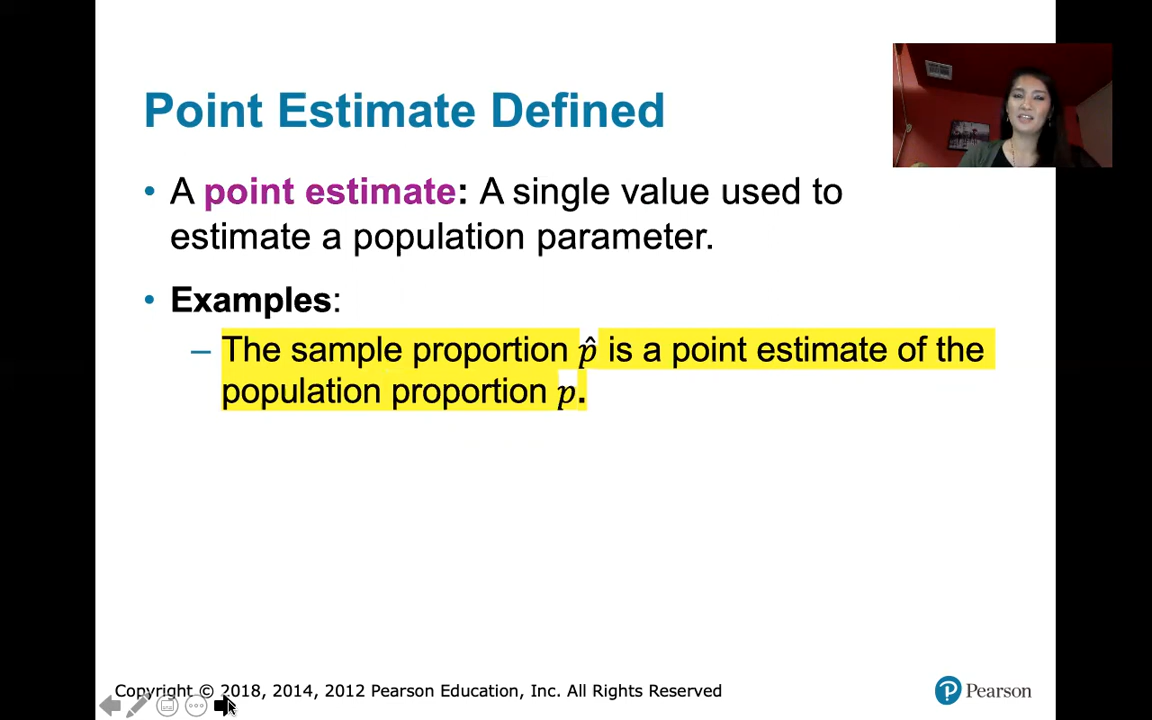 Point Estimate Defined
• A point estimate: A single value used to
estimate a population parameter.
• Examples:
– The sample proportion p̂ is a point estimate of the
population proportion p.
Copyright © 2018, 2014, 2012 Pearson Education, Inc. All Rights Reserved
Pearson